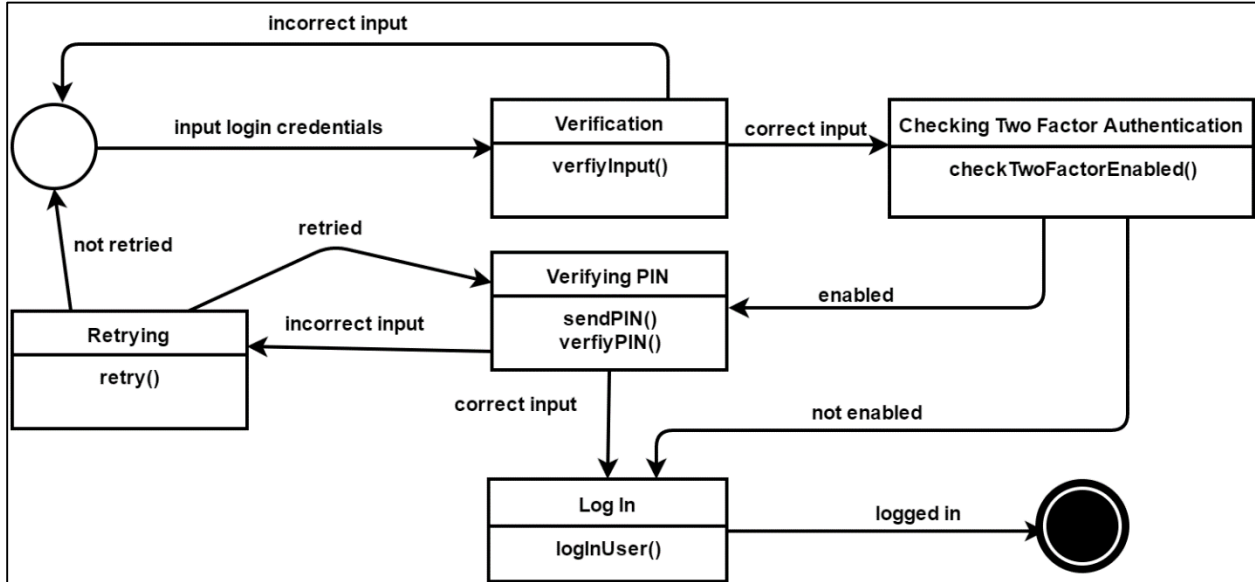 incorrect input
input login credentials
Verification
verfiyInput()
correct input
Checking Two Factor Authentication
checkTwoFactorEnabled()
not retried
retried
Verifying PIN
sendPIN()
verfiyPIN()
enabled
Retrying
retry()
incorrect input
correct input
not enabled
Log In
logInUser()
logged in